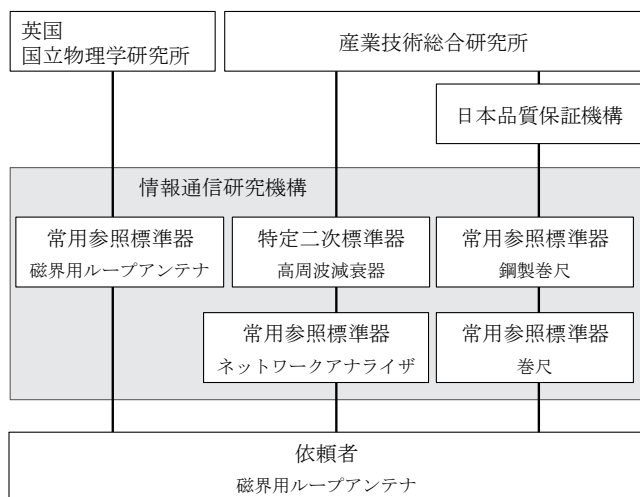 英国
国立物理学研究所
産業技術総合研究所
日本品質保証機構
情報通信研究機構
常用参照標準器
磁界用ループアンテナ
特定二次標準器
高周波減衰器
常用参照標準器
鋼製巻尺
常用参照標準器
ネットワークアナライザ
常用参照標準器
巻尺
依頼者
磁界用ループアンテナ